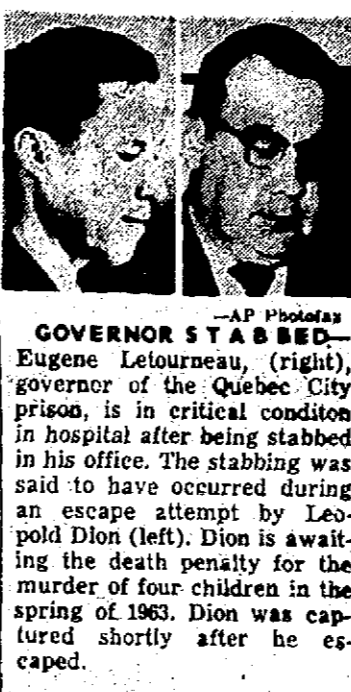 —AP Photofax
GOVERNOR STABBED—
Eugene Letourneau, (right),
governor of the Quebec City
prison, is in critical conditon
in hospital after being stabbed
in his office. The stabbing was
said to have occurred during
an escape attempt by Leo-
pold Dion (left). Dion is await-
ing the death penalty for the
murder of four children in the
spring of 1963. Dion was cap-
tured shortly after he es-
caped.